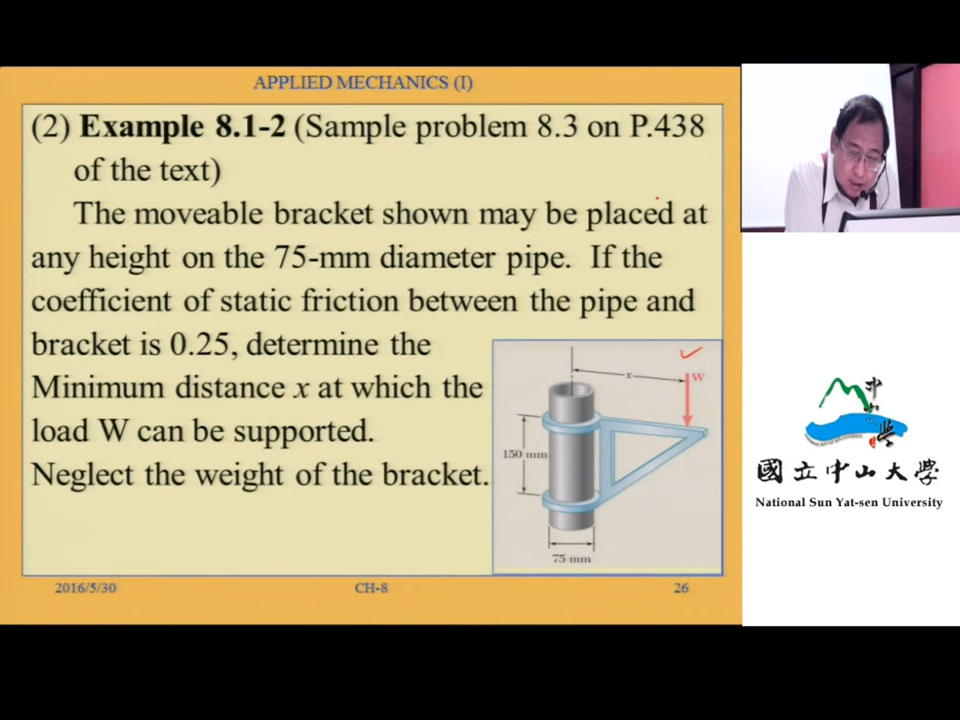 APPLIED MECHANICS (I)
(2) Example 8.1-2 (Sample problem 8.3 on P.438
of the text)
The moveable bracket shown may be placed at
any height on the 75-mm diameter pipe. If the
coefficient of static friction between the pipe and
bracket is 0.25, determine the
Minimum distance x at which the
load W can be supported.
Neglect the weight of the bracket.
x
W
150 mm
75 mm
2016/5/30
CH-8
26
中山大學
國立中山大學
National Sun Yat-sen University